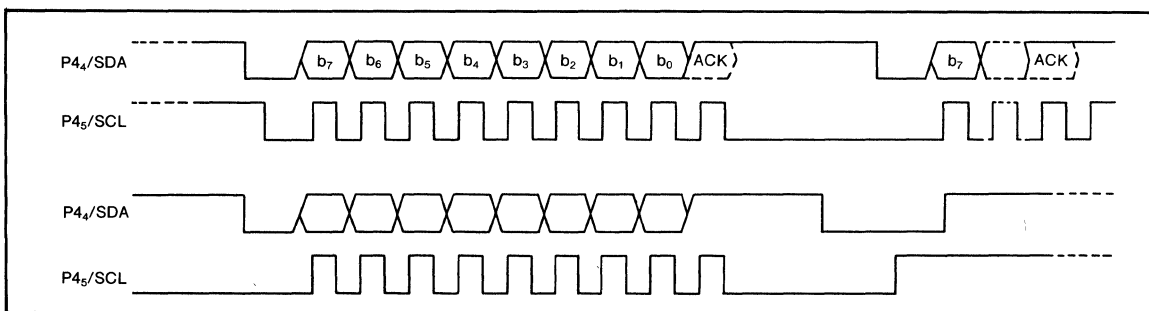 P4₄/SDA b₇ b₆ b₅ b₄ b₃ b₂ b₁ b₀ ACK b₇ ACK
P4₅/SCL
P4₄/SDA
P4₅/SCL